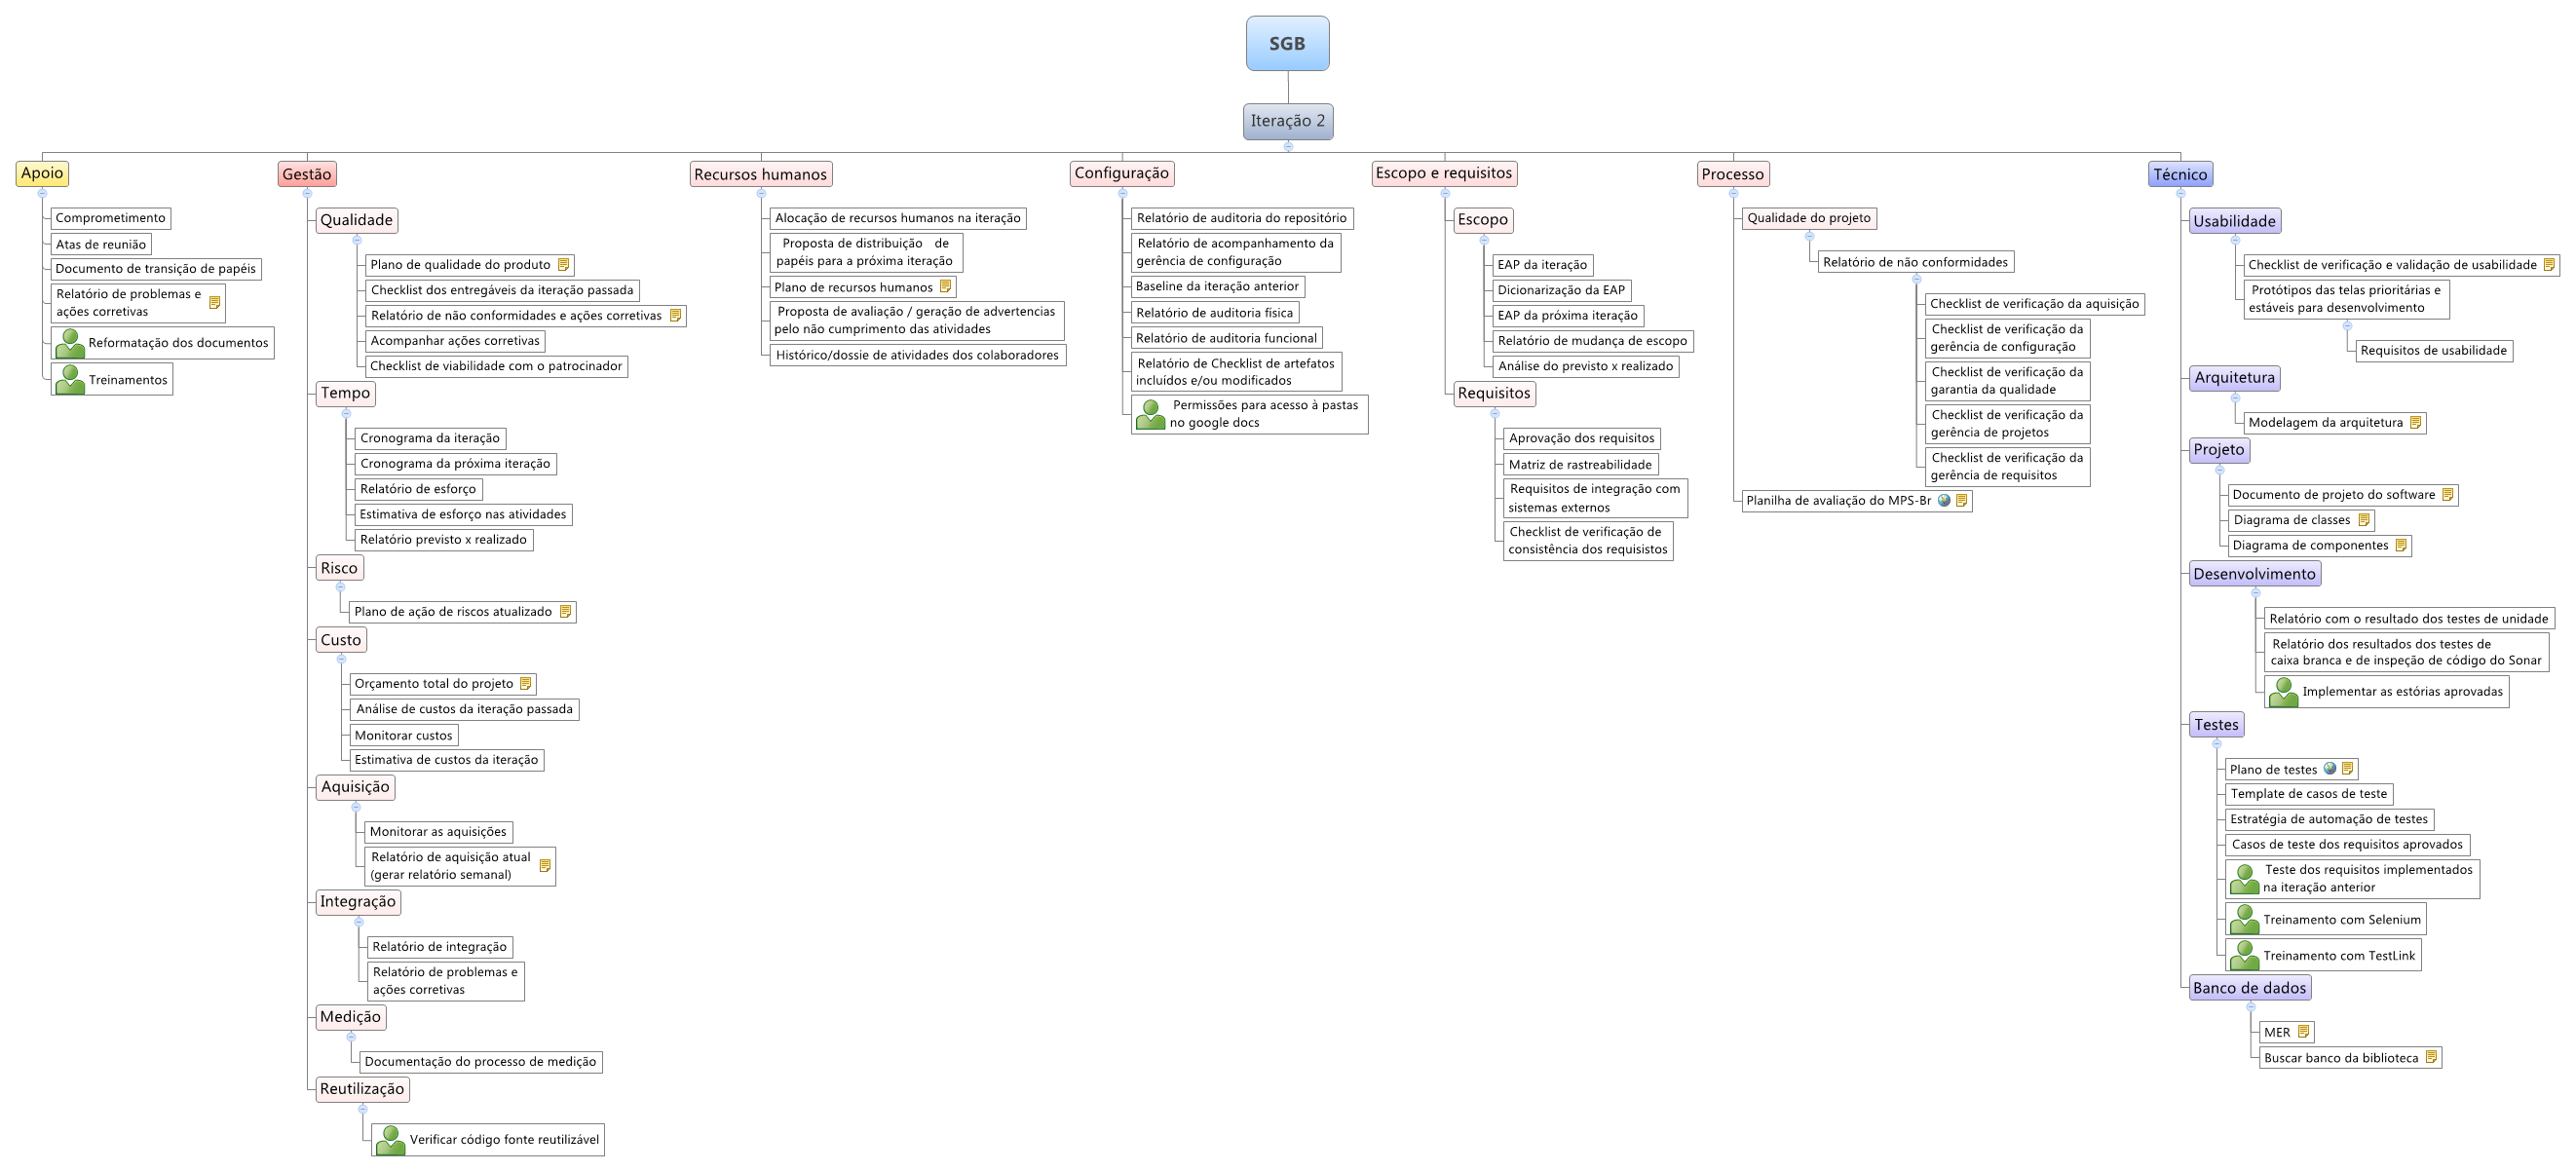 SGB
Iteração 2
Apoio
Comprometimento
Atas de reunião
Documento de transição de papéis
Relatório de problemas e
ações corretivas
Reformatação dos documentos
Treinamentos
Gestão
Qualidade
Plano de qualidade do produto
Checklist dos entregáveis da iteração passada
Relatório de não conformidades e ações corretivas
Acompanhar ações corretivas
Checklist de viabilidade com o patrocinador
Tempo
Cronograma da iteração
Cronograma da próxima iteração
Relatório de esforço
Estimativa de esforço nas atividades
Relatório previsto x realizado
Risco
Plano de ação de riscos atualizado
Custo
Orçamento total do projeto
Análise de custos da iteração passada
Monitorar custos
Estimativa de custos da iteração
Aquisição
Monitorar as aquisições
Relatório de aquisição atual
(gerar relatório semanal)
Integração
Relatório de integração
Relatório de problemas e
ações corretivas
Medição
Documentação do processo de medição
Reutilização
Verificar código fonte reutilizável
Recursos humanos
Alocação de recursos humanos na iteração
Proposta de distribuição de
papéis para a próxima iteração
Plano de recursos humanos
Proposta de avaliação / geração de advertencias
pelo não cumprimento das atividades
Histórico/dossie de atividades dos colaboradores
Configuração
Relatório de auditoria do repositório
Relatório de acompanhamento da
gerência de configuração
Baseline da iteração anterior
Relatório de auditoria física
Relatório de auditoria funcional
Relatório de Checklist de artefatos
incluídos e/ou modificados
Permissões para acesso à pastas
no google docs
Escopo e requisitos
Escopo
EAP da iteração
Dicionarização da EAP
EAP da próxima iteração
Relatório de mudança de escopo
Análise do previsto x realizado
Requisitos
Aprovação dos requisitos
Matriz de rastreabilidade
Requisitos de integração com
sistemas externos
Checklist de verificação de
consistência dos requisistos
Processo
Qualidade do projeto
Relatório de não conformidades
Checklist de verificação da aquisição
Checklist de verificação da
gerência de configuração
Checklist de verificação da
garantia da qualidade
Checklist de verificação da
gerência de projetos
Checklist de verificação da
gerência de requisitos
Planilha de avaliação do MPS-Br
Técnico
Usabilidade
Checklist de verificação e validação de usabilidade
Protótipos das telas prioritárias e
estáveis para desenvolvimento
Requisitos de usabilidade
Arquitetura
Modelagem da arquitetura
Projeto
Documento de projeto do software
Diagrama de classes
Diagrama de componentes
Desenvolvimento
Relatório com o resultado dos testes de unidade
Relatório dos resultados dos testes de
caixa branca e de inspeção de código do Sonar
Implementar as estórias aprovadas
Testes
Plano de testes
Template de casos de teste
Estratégia de automação de testes
Casos de teste dos requisitos aprovados
Teste dos requisitos implementados
na iteração anterior
Treinamento com Selenium
Treinamento com TestLink
Banco de dados
MER
Buscar banco da biblioteca